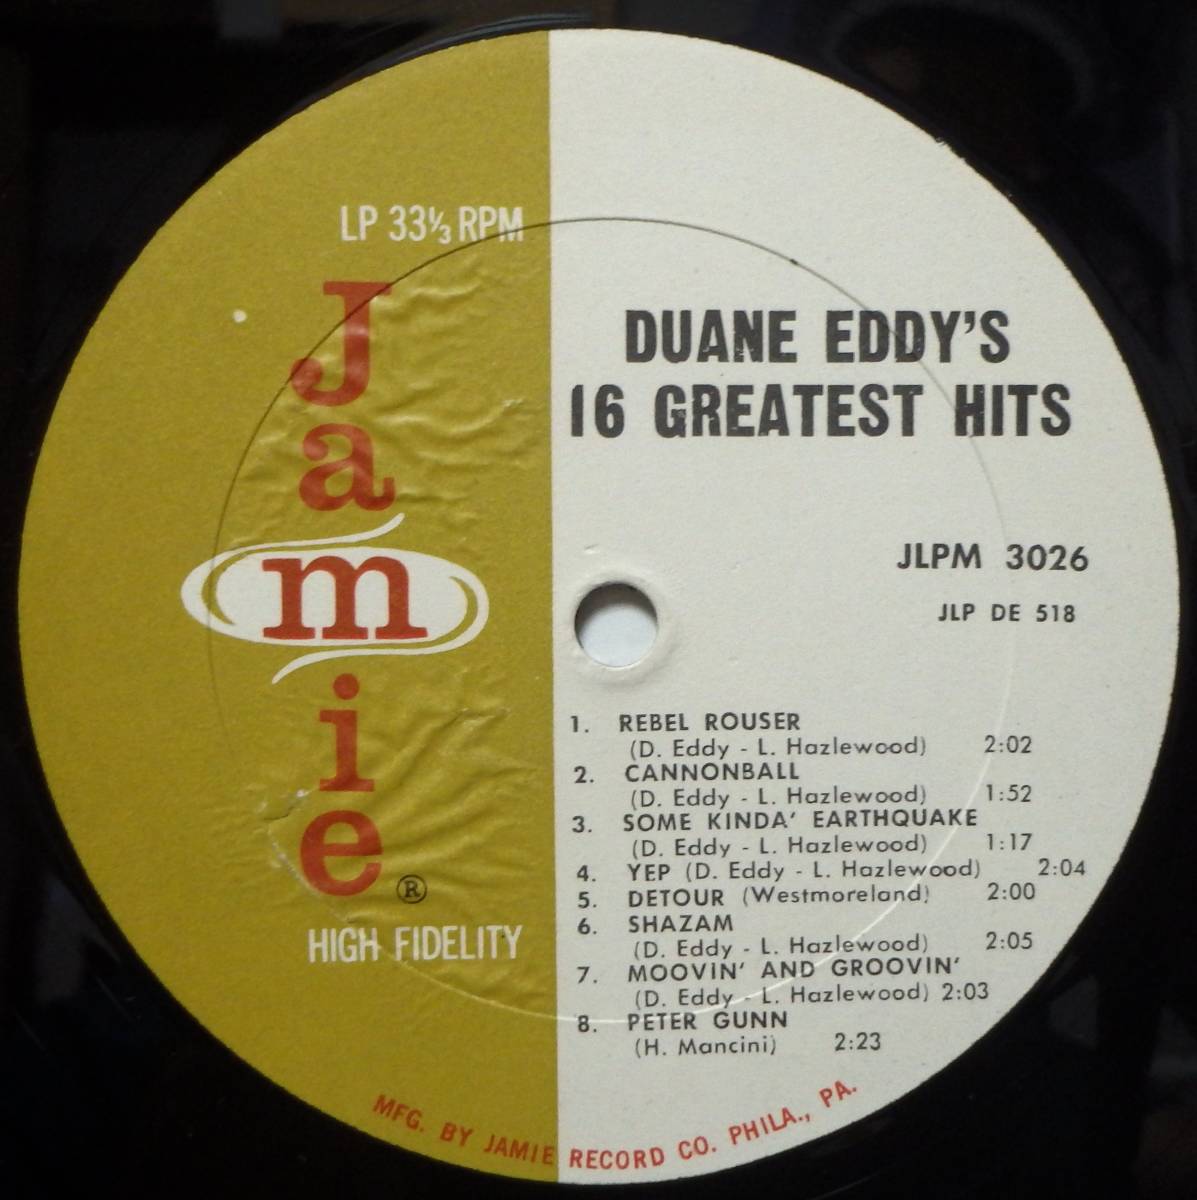 LP 33⅓ RPM
Jamie ®
HIGH FIDELITY
DUANE EDDY'S
16 GREATEST HITS
JLPM 3026
JLP DE 518
1. REBEL ROUSER
(D. Eddy - L. Hazlewood) 2:02
2. CANNONBALL
(D. Eddy - L. Hazlewood) 1:52
3. SOME KINDA' EARTHQUAKE
(D. Eddy - L. Hazlewood) 1:17
4. YEP (D. Eddy - L. Hazlewood) 2:04
5. DETOUR (Westmoreland) 2:00
6. SHAZAM
(D. Eddy - L. Hazlewood) 2:05
7. MOOVIN' AND GROOVIN'
(D. Eddy - L. Hazlewood) 2:03
8. PETER GUNN
(H. Mancini) 2:23
MFG. BY JAMIE RECORD CO. PHILA., PA.